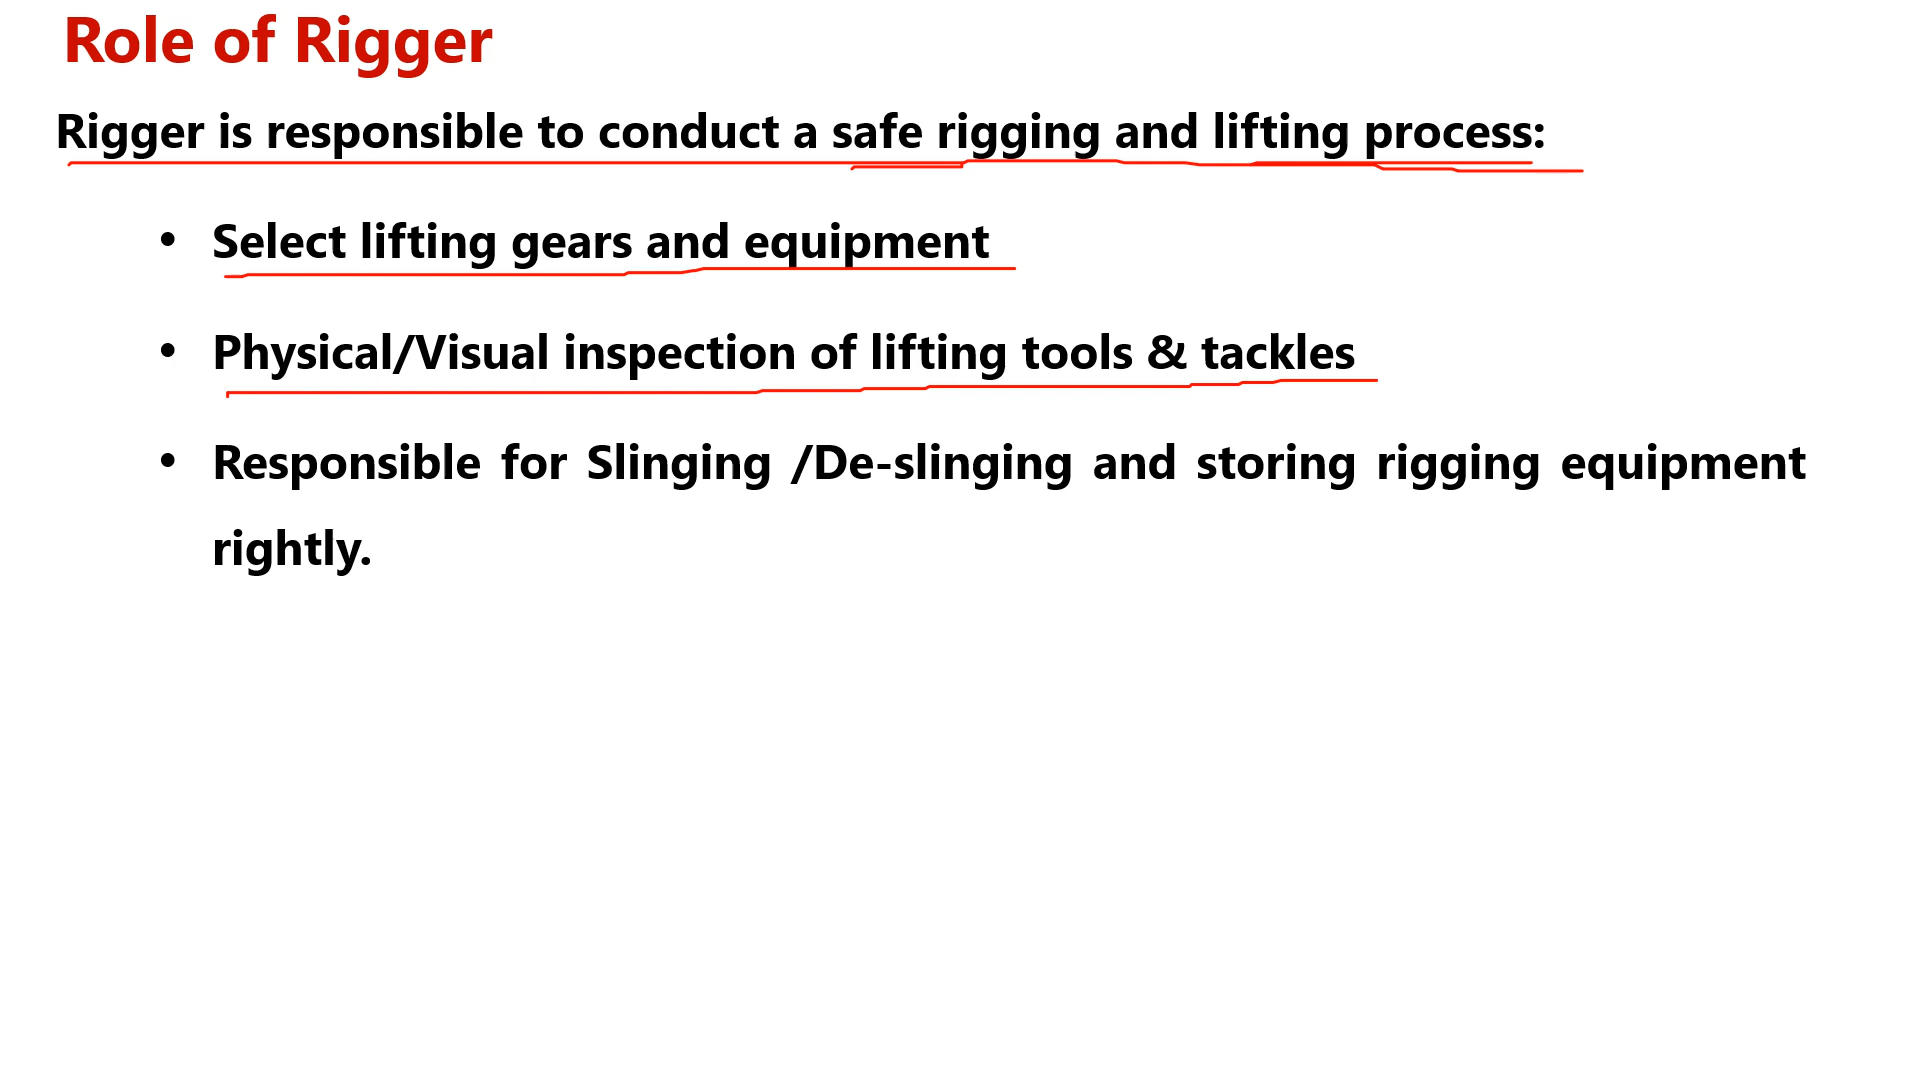 Role of Rigger
Rigger is responsible to conduct a safe rigging and lifting process:
• Select lifting gears and equipment
• Physical/Visual inspection of lifting tools & tackles
• Responsible for Slinging /De-slinging and storing rigging equipment
rightly.